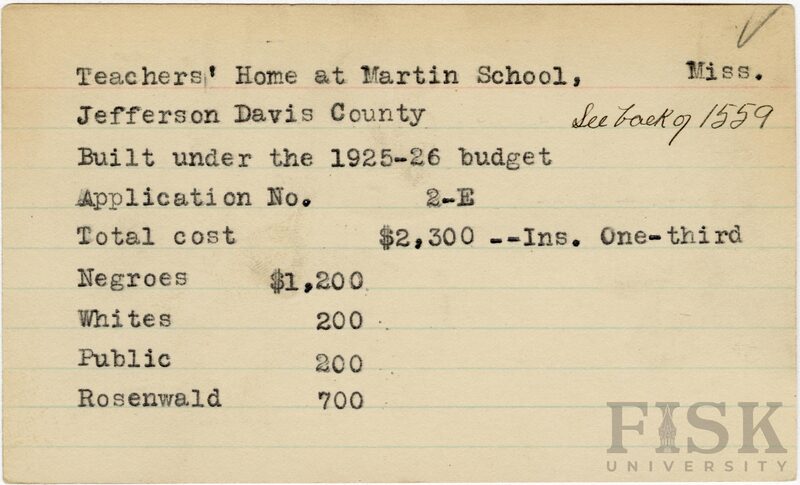 Teachers' Home at Martin School, Miss.
Jefferson Davis County
See back of 1559
Built under the 1925-26 budget
Application No. 2-E
Total cost $2,300 --Ins. One-third
Negroes $1,200
Whites 200
Public 200
Rosenwald 700
FISK
UNIVERSITY